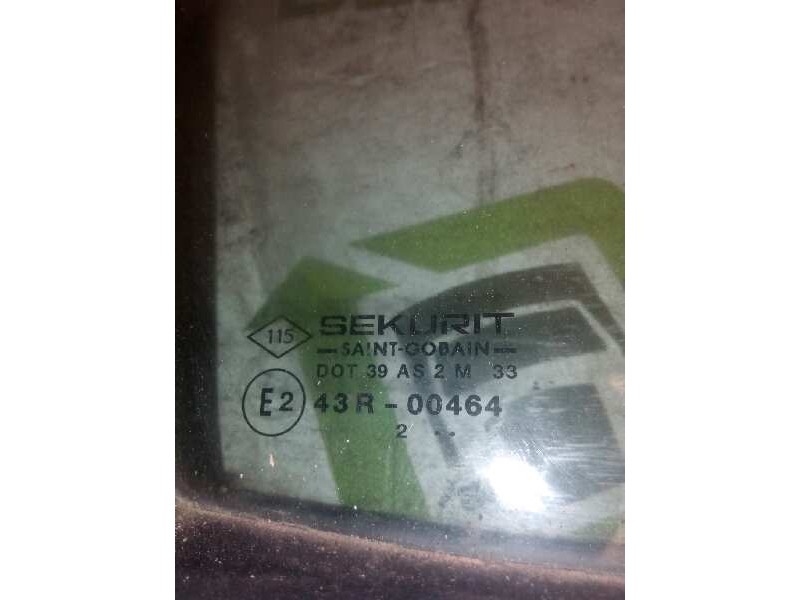 115
SEKURIT
SAINT-GOBAIN
DOT 39 AS 2 M 33
E2 43R-00464
2 ..